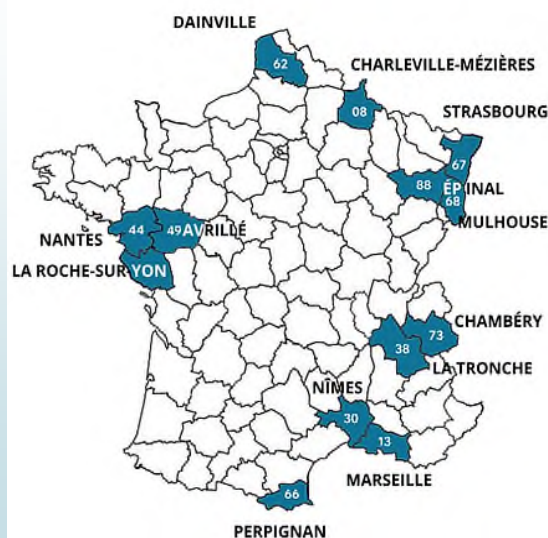 DAINVILLE
62
CHARLEVILLE-MÉZIÈRES
08
STRASBOURG
67
88
ÉPINAL
68
MULHOUSE
NANTES
44
49
AVRILLÉ
LA ROCHE-SUR YON
CHAMBÉRY
73
38
LA TRONCHE
NÎMES
30
13
MARSEILLE
66
PERPIGNAN